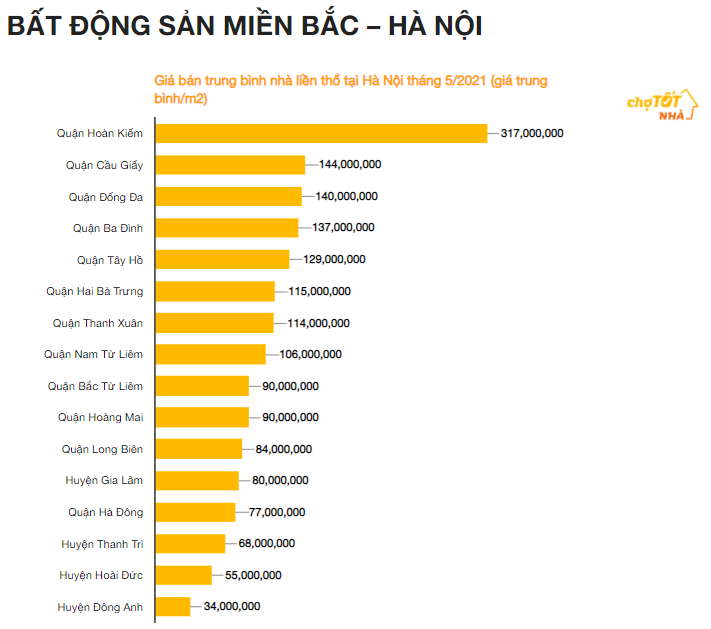 BẤT ĐỘNG SẢN MIỀN BẮC – HÀ NỘI
Giá bán trung bình nhà liền thổ tại Hà Nội tháng 5/2021 (giá trung
bình/m2)
chợTỐT
NHÀ
Quận Hoàn Kiếm 317,000,000
Quận Cầu Giấy 144,000,000
Quận Đống Đa 140,000,000
Quận Ba Đình 137,000,000
Quận Tây Hồ 129,000,000
Quận Hai Bà Trưng 115,000,000
Quận Thanh Xuân 114,000,000
Quận Nam Từ Liêm 106,000,000
Quận Bắc Từ Liêm 90,000,000
Quận Hoàng Mai 90,000,000
Quận Long Biên 84,000,000
Huyện Gia Lâm 80,000,000
Quận Hà Đông 77,000,000
Huyện Thanh Trì 68,000,000
Huyện Hoài Đức 55,000,000
Huyện Đông Anh 34,000,000